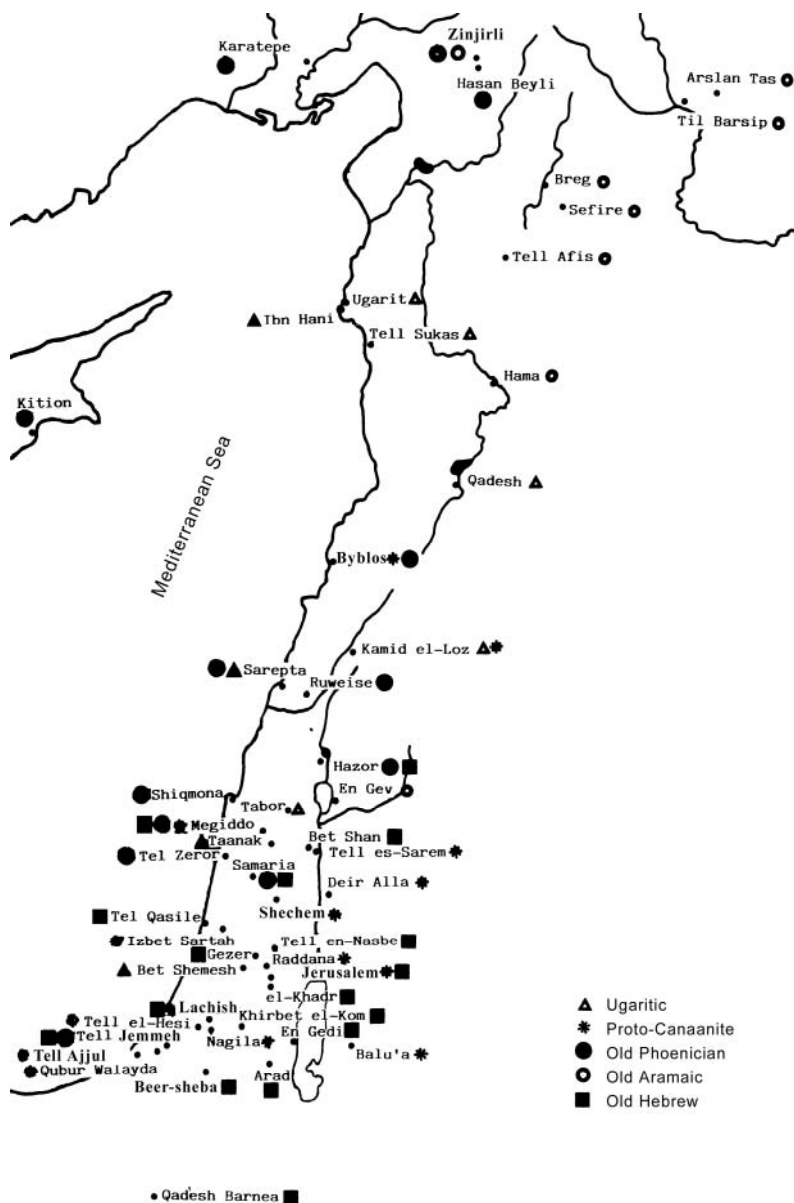 Zinjirli
Karatepe
Hasan Beyli
Arslan Tas
Til Barsip
Breg
Sefire
Tell Afis
Ugarit
Ibn Hani
Tell Sukas
Hama
Kition
Mediterranean Sea
Qadesh
Byblos
Kamid el-Loz
Sarepta
Ruweise
Hazor
En Gev
Shiqmona
Tabor
Megiddo
Taanak
Bet Shan
Tel Zeror
Tell es-Sarem
Samaria
Deir Alla
Shechem
Tel Qasile
Izbet Sartah
Tell en-Nasbe
Gezer
Raddana
Bet Shemesh
Jerusalem
el-Khadr
Lachish
Khirbet el-Kom
Tell el-Hesi
En Gedi
Tell Jemmeh
Nagila
Balu'a
Tell Ajjul
Qubur Walayda
Arad
Beer-sheba
Qadesh Barnea
Ugaritic
Proto-Canaanite
Old Phoenician
Old Aramaic
Old Hebrew